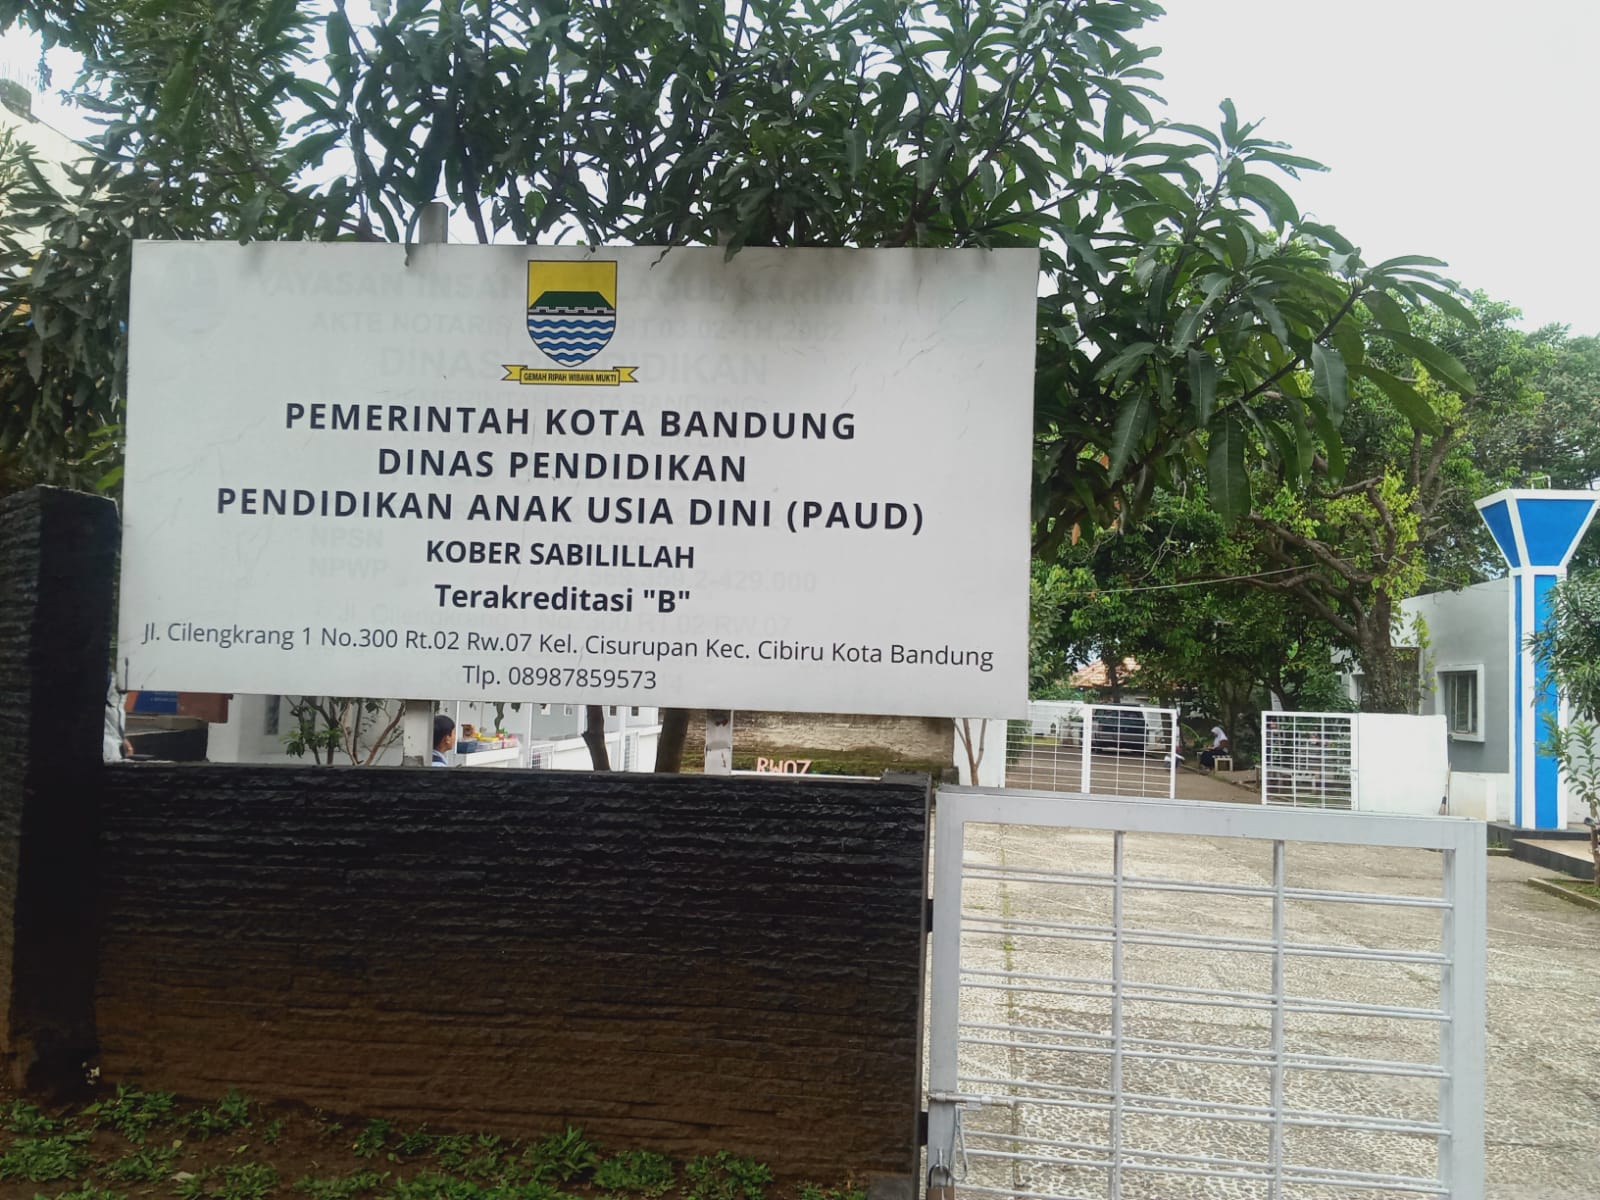 GEMAH RIPAH WIBAWA MUKTI
PEMERINTAH KOTA BANDUNG
DINAS PENDIDIKAN
PENDIDIKAN ANAK USIA DINI (PAUD)
KOBER SABILILLAH
Terakreditasi "B"
Jl. Cilengkrang 1 No.300 Rt.02 Rw.07 Kel. Cisurupan Kec. Cibiru Kota Bandung
Tlp. 08987859573
RW07